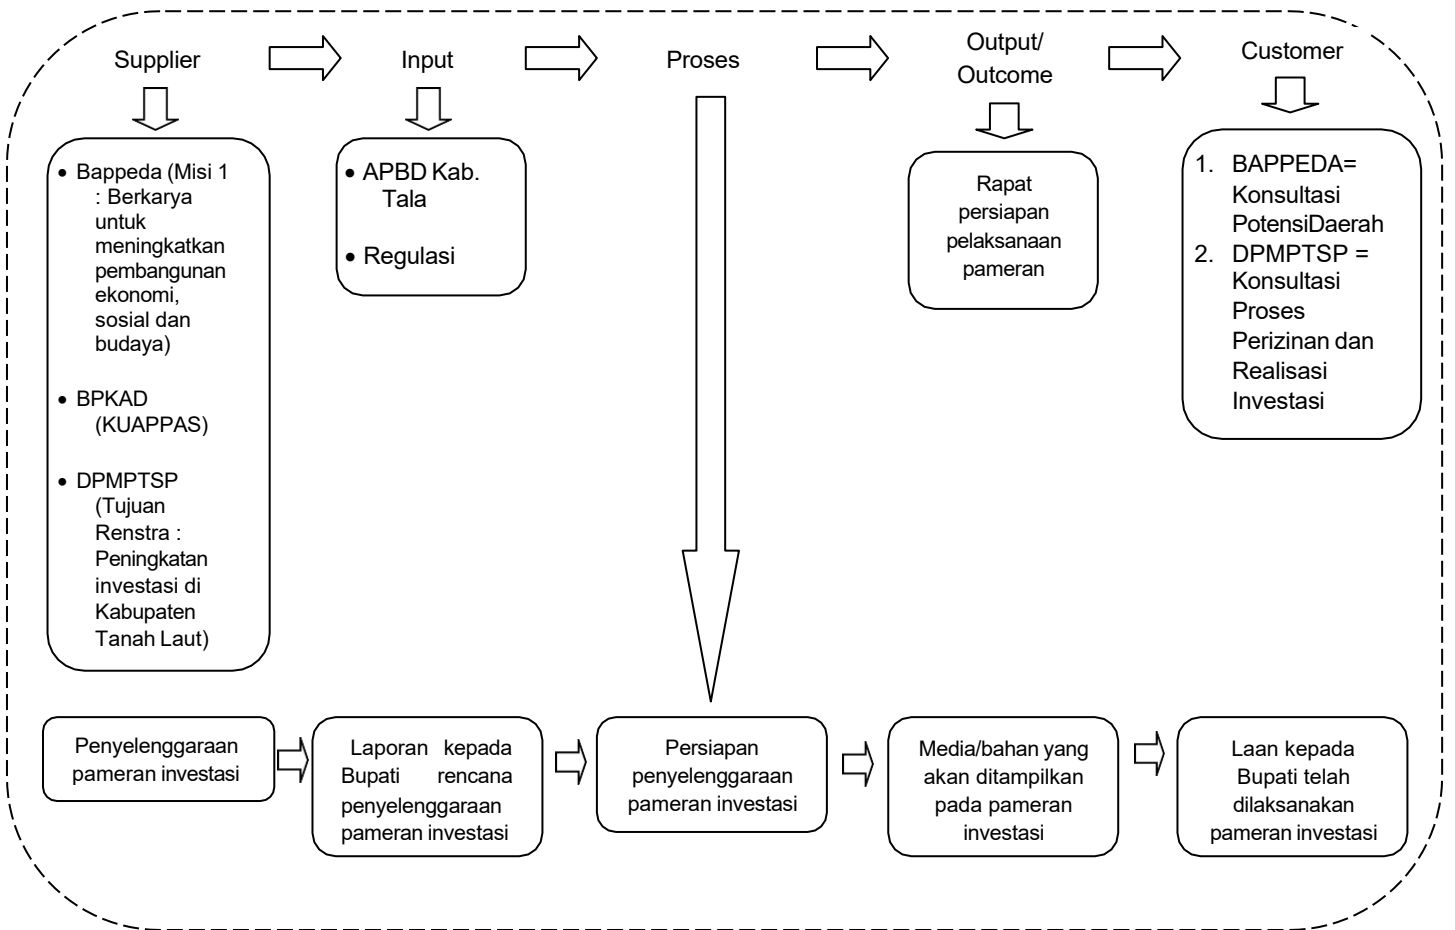 Supplier
Input
Proses
Output/
Outcome
Customer
• Bappeda (Misi 1
: Berkarya
untuk
meningkatkan
pembangunan
ekonomi,
sosial dan
budaya)
• BPKAD
(KUAPPAS)
• DPMPTSP
(Tujuan
Renstra :
Peningkatan
investasi di
Kabupaten
Tanah Laut)
• APBD Kab.
Tala
• Regulasi
Rapat
persiapan
pelaksanaan
pameran
1. BAPPEDA=
Konsultasi
PotensiDaerah
2. DPMPTSP =
Konsultasi
Proses
Perizinan dan
Realisasi
Investasi
Penyelenggaraan
pameran investasi
Laporan kepada
Bupati rencana
penyelenggaraan
pameran investasi
Persiapan
penyelenggaraan
pameran investasi
Media/bahan yang
akan ditampilkan
pada pameran
investasi
Laan kepada
Bupati telah
dilaksanakan
pameran investasi